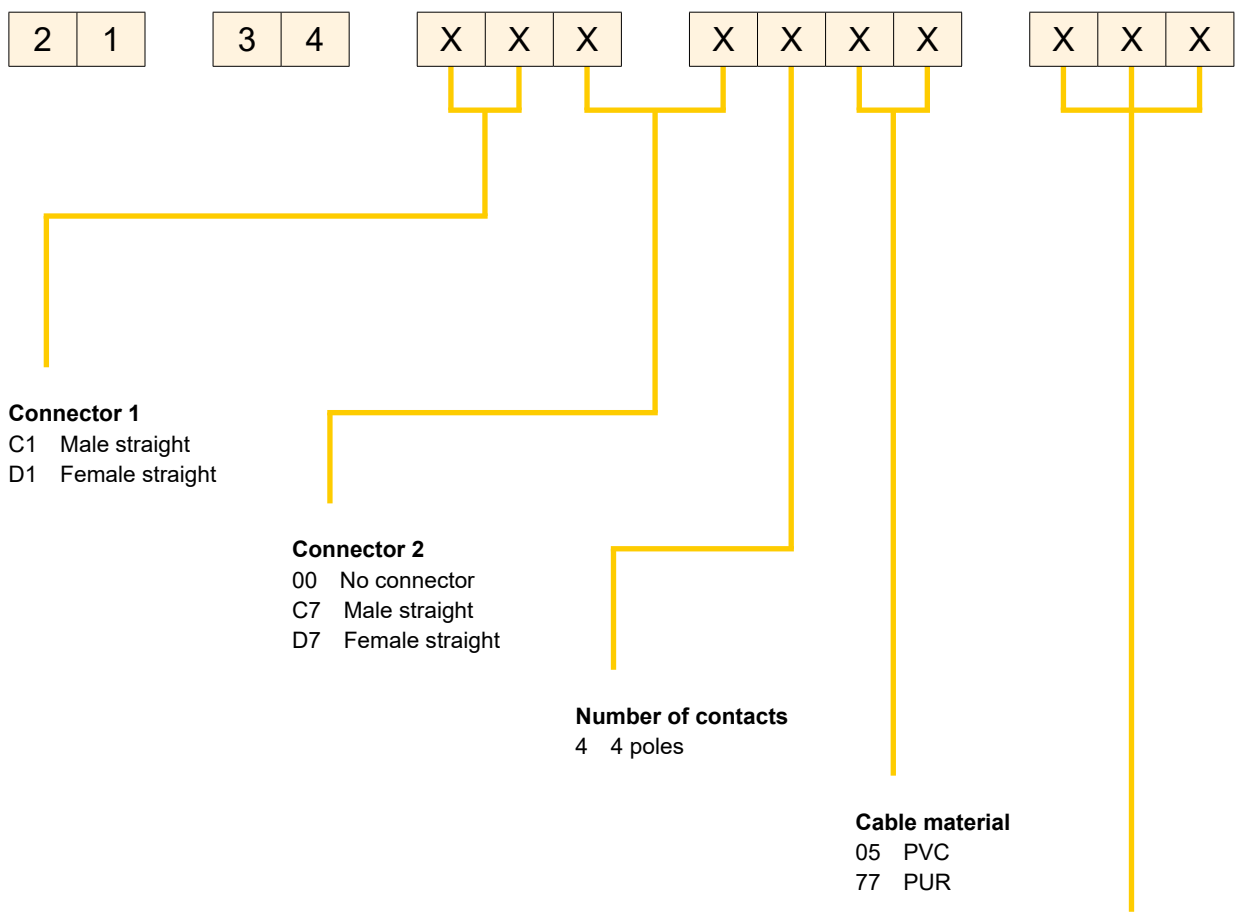 2 1 3 4 X X X X X X X X X X
Connector 1
C1 Male straight
D1 Female straight
Connector 2
00 No connector
C7 Male straight
D7 Female straight
Number of contacts
4 4 poles
Cable material
05 PVC
77 PUR